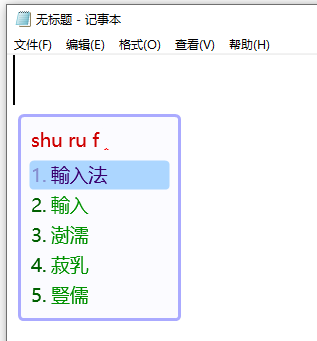 无标题 - 记事本
文件(F) 编辑(E) 格式(O) 查看(V) 帮助(H)
shu ru f‸
1. 輸入法
2. 輸入
3. 澍濡
4. 菽乳
5. 豎儒